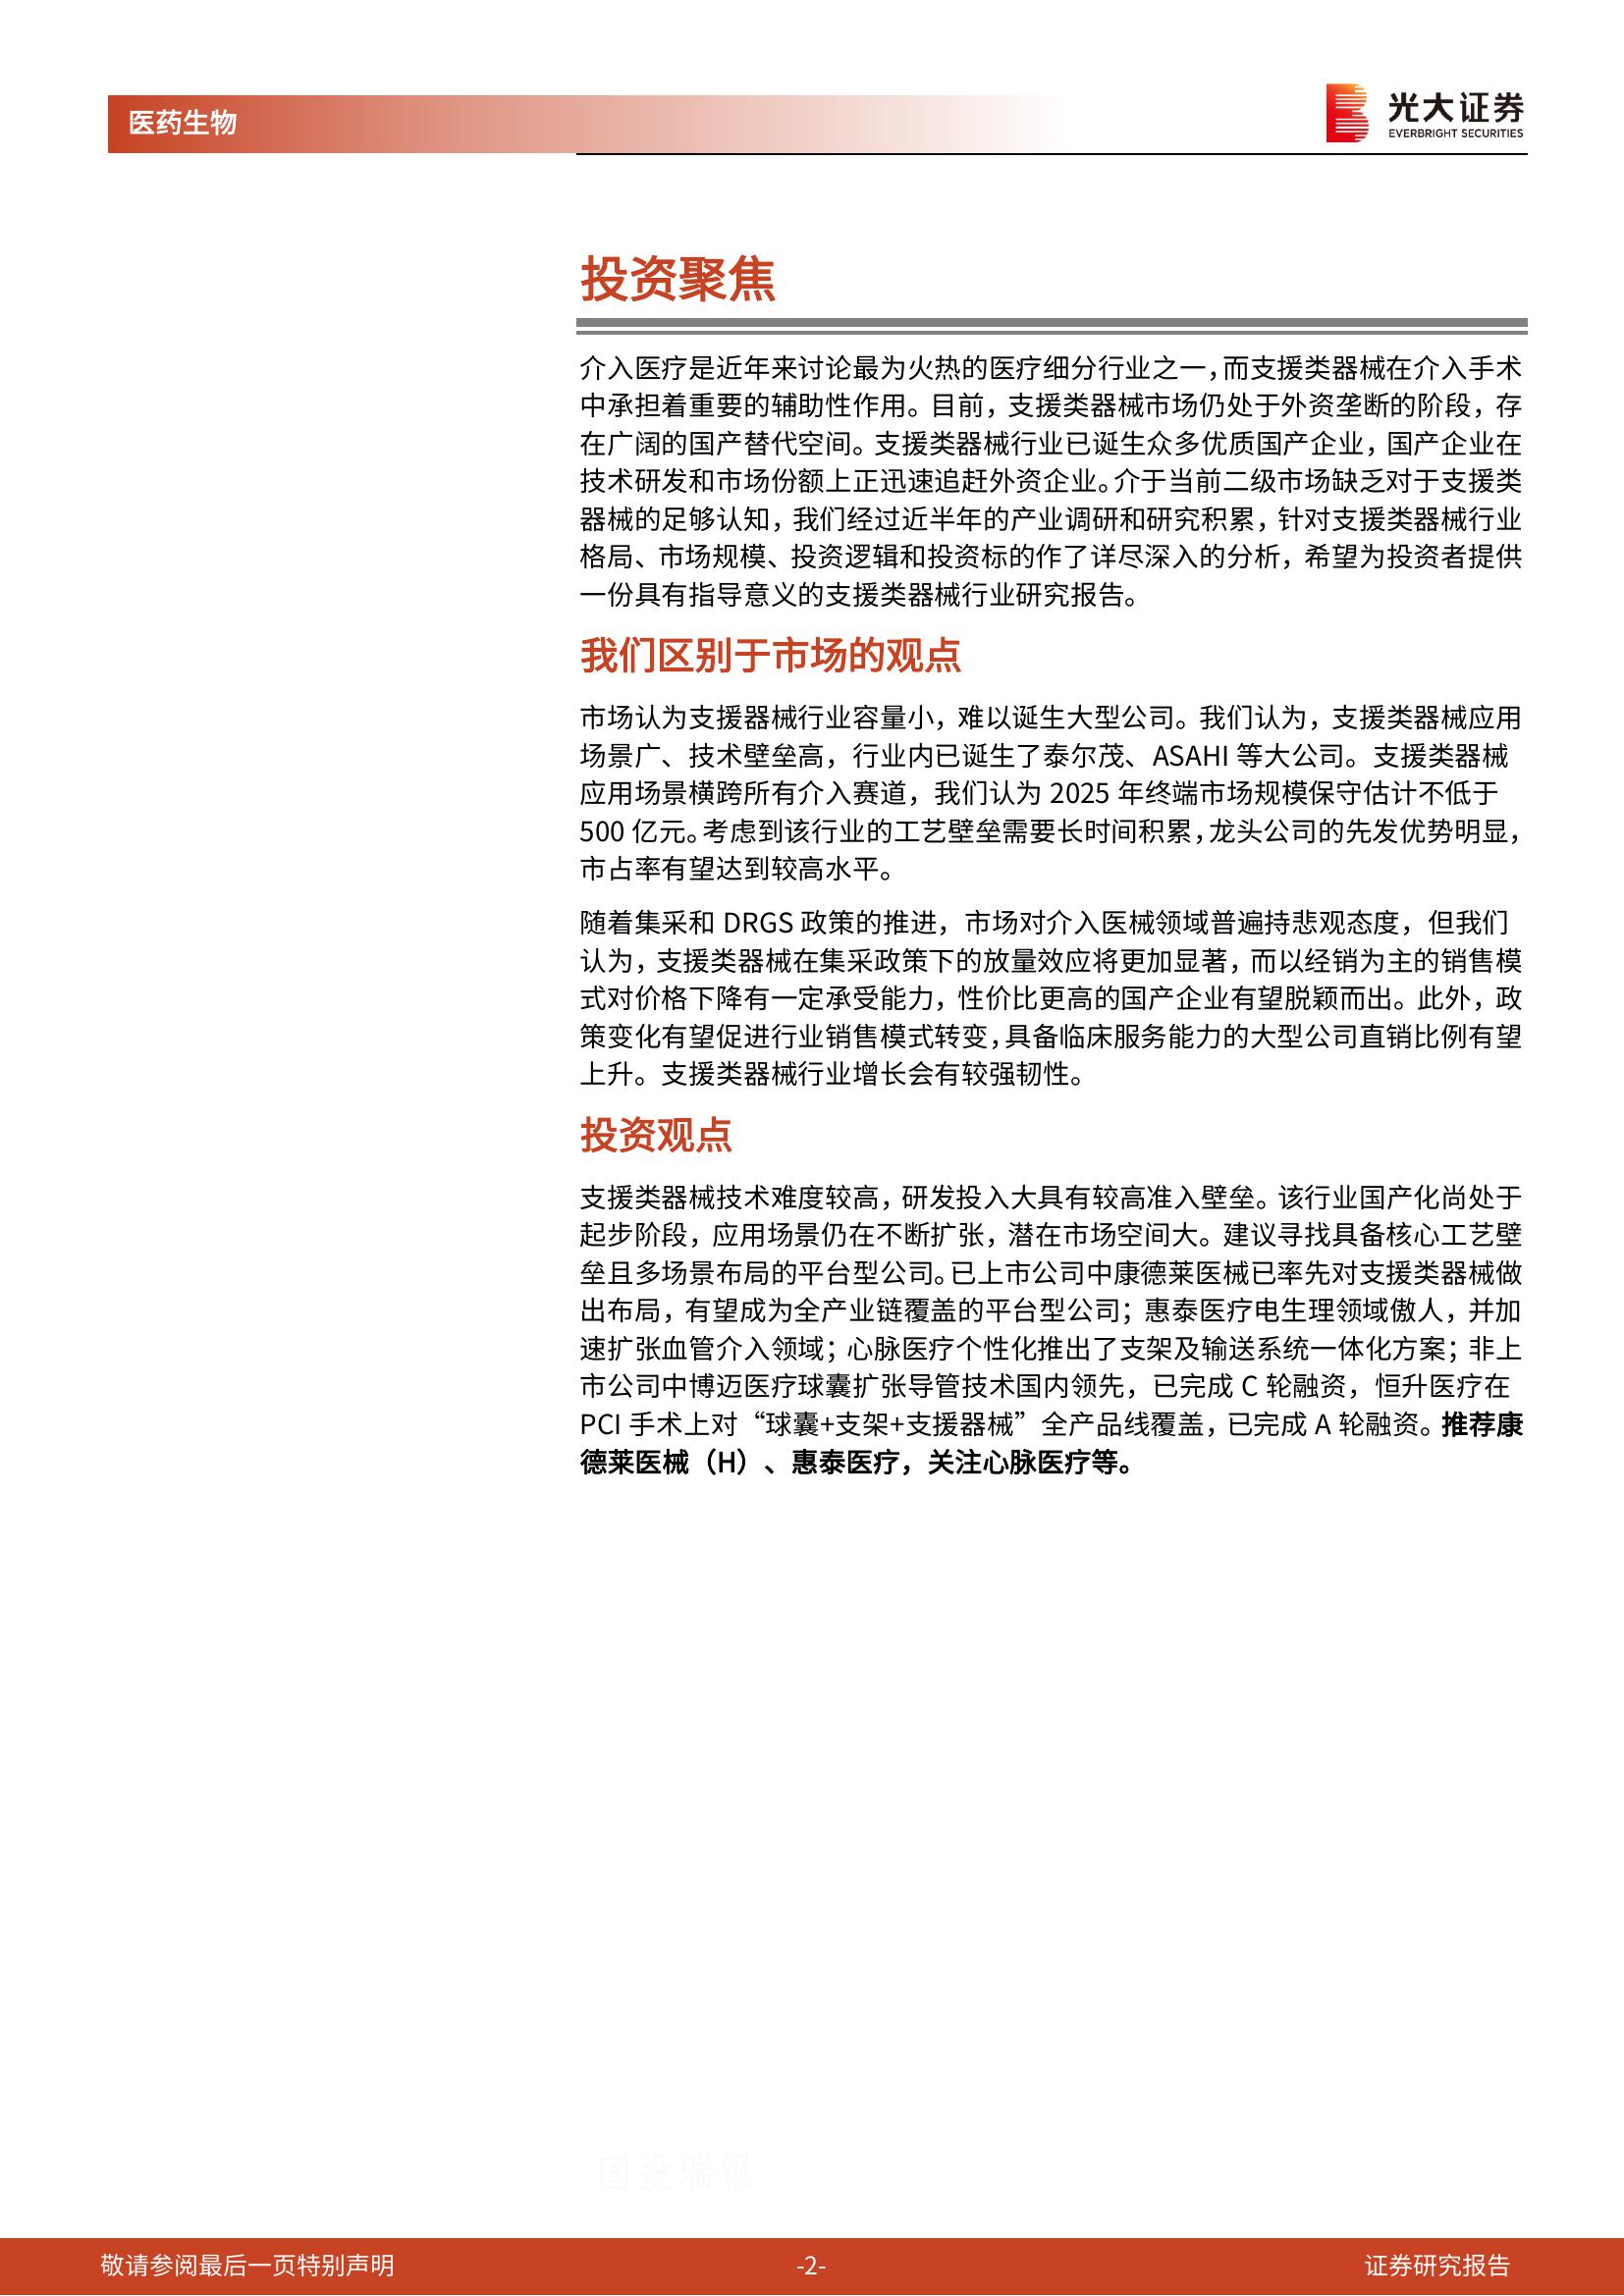 医药生物
光大证券
EVERBRIGHT SECURITIES
投资聚焦
介入医疗是近年来讨论最为火热的医疗细分行业之一，而支援类器械在介入手术
中承担着重要的辅助性作用。目前，支援类器械市场仍处于外资垄断的阶段，存
在广阔的国产替代空间。支援类器械行业已诞生众多优质国产企业，国产企业在
技术研发和市场份额上正迅速追赶外资企业。介于当前二级市场缺乏对于支援类
器械的足够认知，我们经过近半年的产业调研和研究积累，针对支援类器械行业
格局、市场规模、投资逻辑和投资标的作了详尽深入的分析，希望为投资者提供
一份具有指导意义的支援类器械行业研究报告。
我们区别于市场的观点
市场认为支援器械行业容量小，难以诞生大型公司。我们认为，支援类器械应用
场景广、技术壁垒高，行业内已诞生了泰尔茂、ASAHI 等大公司。支援类器械
应用场景横跨所有介入赛道，我们认为 2025 年终端市场规模保守估计不低于
500 亿元。考虑到该行业的工艺壁垒需要长时间积累，龙头公司的先发优势明显，
市占率有望达到较高水平。
随着集采和 DRGS 政策的推进，市场对介入医械领域普遍持悲观态度，但我们
认为，支援类器械在集采政策下的放量效应将更加显著，而以经销为主的销售模
式对价格下降有一定承受能力，性价比更高的国产企业有望脱颖而出。此外，政
策变化有望促进行业销售模式转变，具备临床服务能力的大型公司直销比例有望
上升。支援类器械行业增长会有较强韧性。
投资观点
支援类器械技术难度较高，研发投入大具有较高准入壁垒。该行业国产化尚处于
起步阶段，应用场景仍在不断扩张，潜在市场空间大。建议寻找具备核心工艺壁
垒且多场景布局的平台型公司。已上市公司中康德莱医械已率先对支援类器械做
出布局，有望成为全产业链覆盖的平台型公司；惠泰医疗电生理领域傲人，并加
速扩张血管介入领域；心脉医疗个性化推出了支架及输送系统一体化方案；非上
市公司中博迈医疗球囊扩张导管技术国内领先，已完成 C 轮融资，恒升医疗在
PCI 手术上对“球囊+支架+支援器械”全产品线覆盖，已完成 A 轮融资。推荐康
德莱医械（H）、惠泰医疗，关注心脉医疗等。
国投瑞银
敬请参阅最后一页特别声明
-2-
证券研究报告